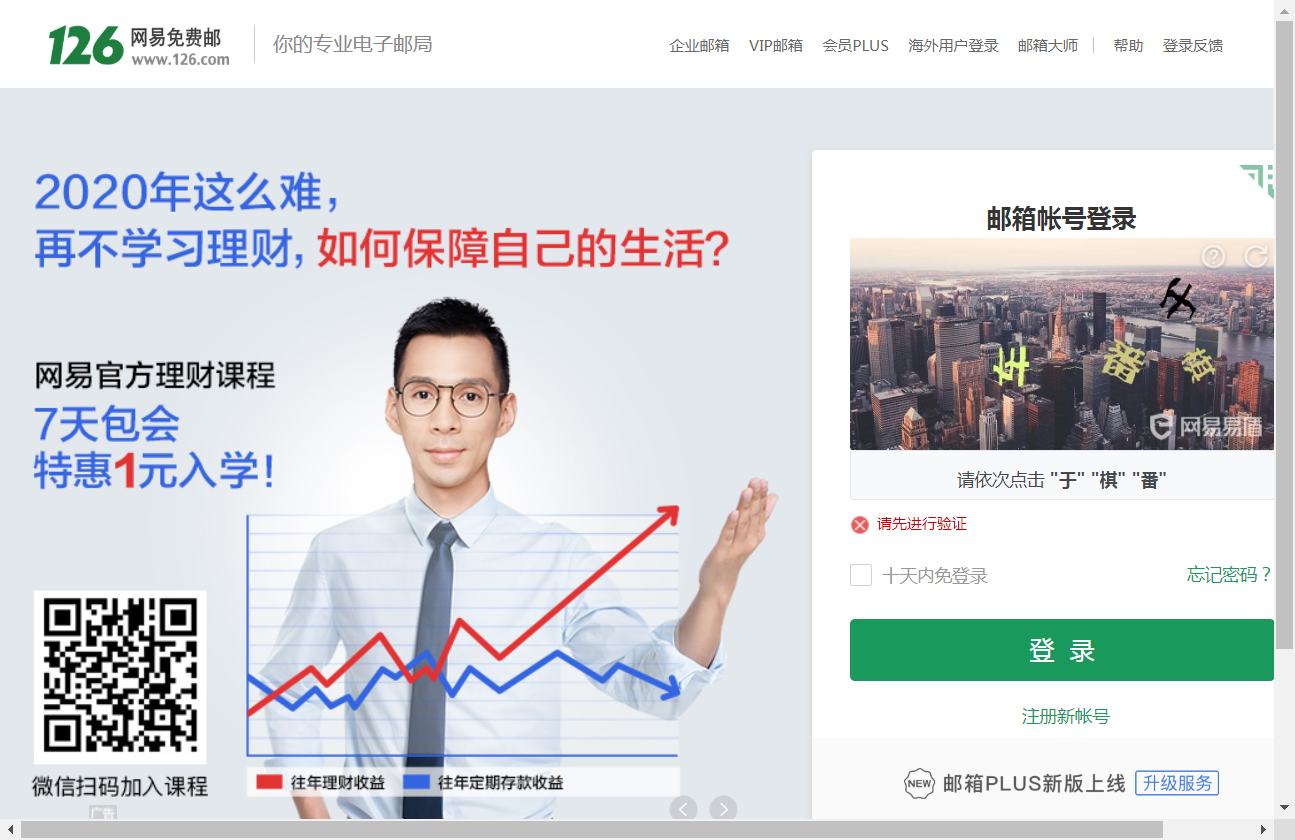 126 网易免费邮
www.126.com
你的专业电子邮局
企业邮箱 VIP邮箱 会员PLUS 海外用户登录 邮箱大师 帮助 登录反馈
2020年这么难，
再不学习理财，如何保障自己的生活？
网易官方理财课程
7天包会
特惠1元入学！
微信扫码加入课程
广告
往年理财收益 往年定期存款收益
邮箱帐号登录
番 棋
网易易盾
请依次点击 "于" "棋" "番"
请先进行验证
十天内免登录 忘记密码？
登 录
注册新帐号
NEW 邮箱PLUS新版上线 升级服务